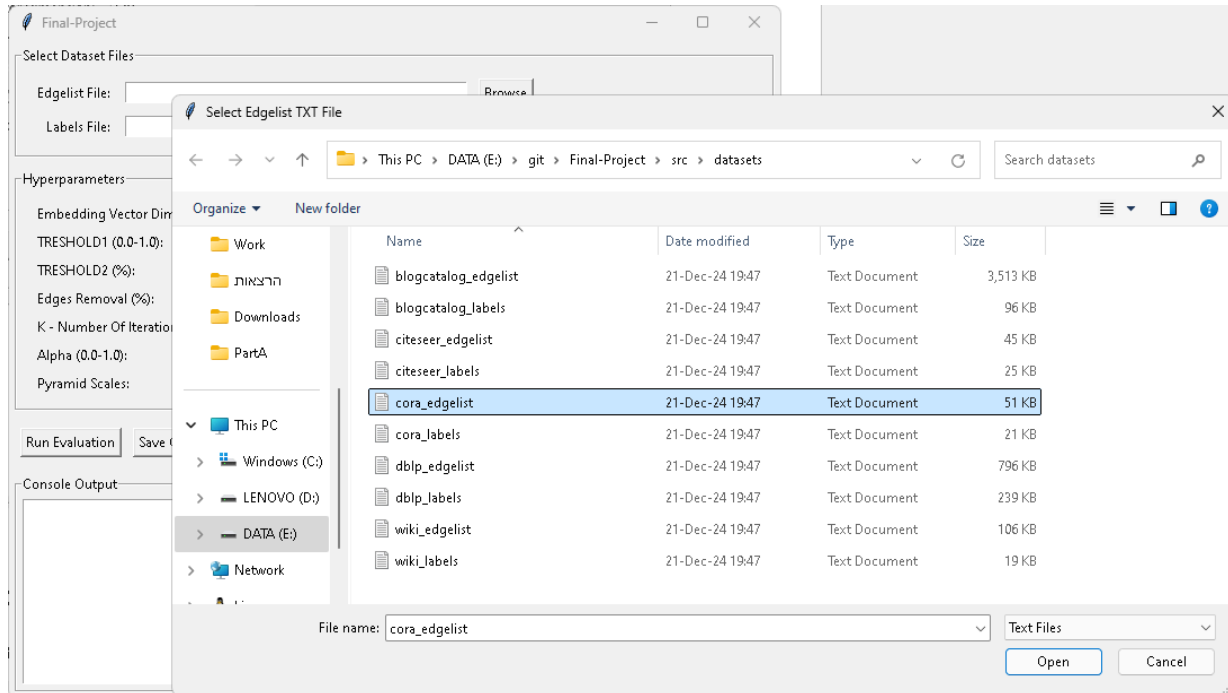 Final-Project
Select Dataset Files
Edgelist File:
Browse
Labels File:
Hyperparameters
Embedding Vector Dim
TRESHOLD1 (0.0-1.0):
TRESHOLD2 (%):
Edges Removal (%):
K - Number Of Iteration
Alpha (0.0-1.0):
Pyramid Scales:
Run Evaluation Save
Console Output
Select Edgelist TXT File
This PC > DATA (E:) > git > Final-Project > src > datasets
Search datasets
Organize New folder
Work
הרצאות
Downloads
PartA
This PC
Windows (C:)
LENOVO (D:)
DATA (E:)
Network
Name Date modified Type Size
blogcatalog_edgelist 21-Dec-24 19:47 Text Document 3,513 KB
blogcatalog_labels 21-Dec-24 19:47 Text Document 96 KB
citeseer_edgelist 21-Dec-24 19:47 Text Document 45 KB
citeseer_labels 21-Dec-24 19:47 Text Document 25 KB
cora_edgelist 21-Dec-24 19:47 Text Document 51 KB
cora_labels 21-Dec-24 19:47 Text Document 21 KB
dblp_edgelist 21-Dec-24 19:47 Text Document 796 KB
dblp_labels 21-Dec-24 19:47 Text Document 239 KB
wiki_edgelist 21-Dec-24 19:47 Text Document 106 KB
wiki_labels 21-Dec-24 19:47 Text Document 19 KB
File name: cora_edgelist Text Files
Open Cancel